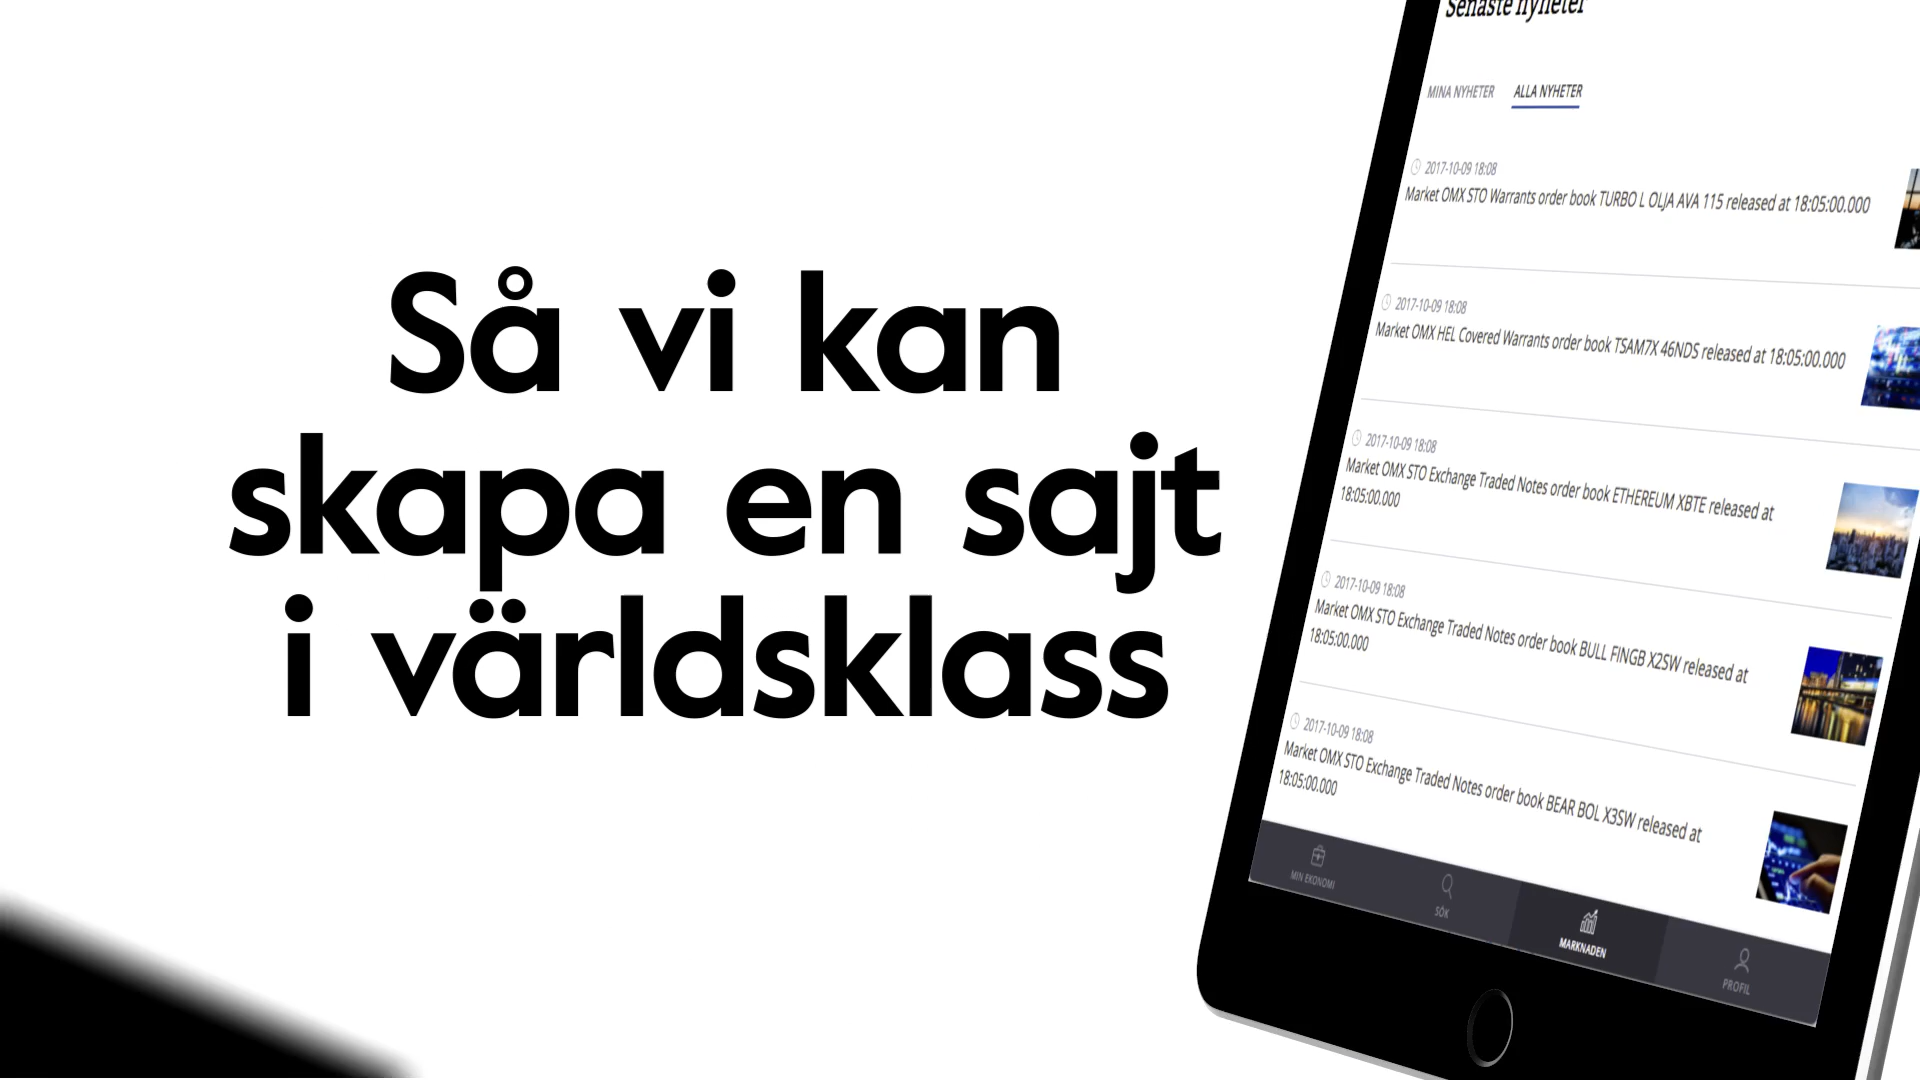 Så vi kan
skapa en sajt
i världsklass
Senaste nyheter
MINA NYHETER ALLA NYHETER
2017-10-09 18:08
Market OMX STO Warrants order book TURBO L OLJA AVA 115 released at 18:05:00.000
2017-10-09 18:08
Market OMX HEL Covered Warrants order book TSAM7X 46NDS released at 18:05:00.000
2017-10-09 18:08
Market OMX STO Exchange Traded Notes order book ETHEREUM XBTE released at
18:05:00.000
2017-10-09 18:08
Market OMX STO Exchange Traded Notes order book BULL FINGB X2SW released at
18:05:00.000
2017-10-09 18:08
Market OMX STO Exchange Traded Notes order book BEAR BOL X3SW released at
18:05:00.000
MIN EKONOMI
SÖK
MARKNADEN
PROFIL